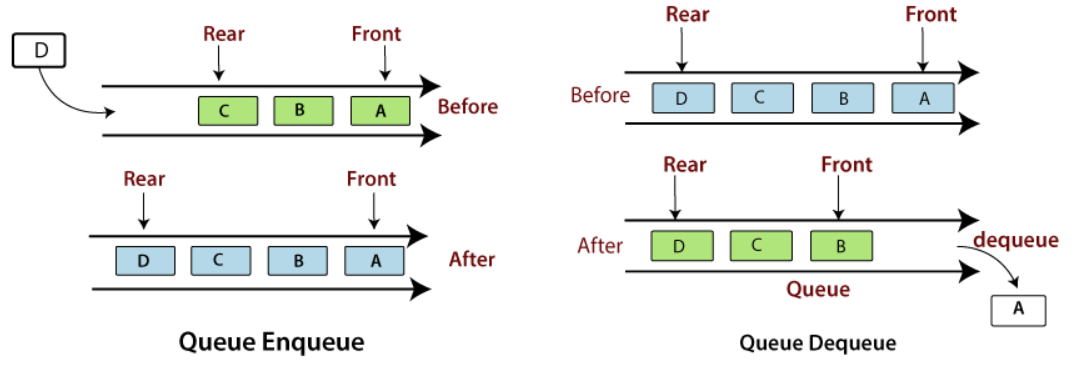 D
Rear Front
C B A
Before
Rear Front
D C B A
After
Queue Enqueue
Rear Front
Before
D C B A
Rear Front
After
D C B
dequeue
Queue
A
Queue Dequeue